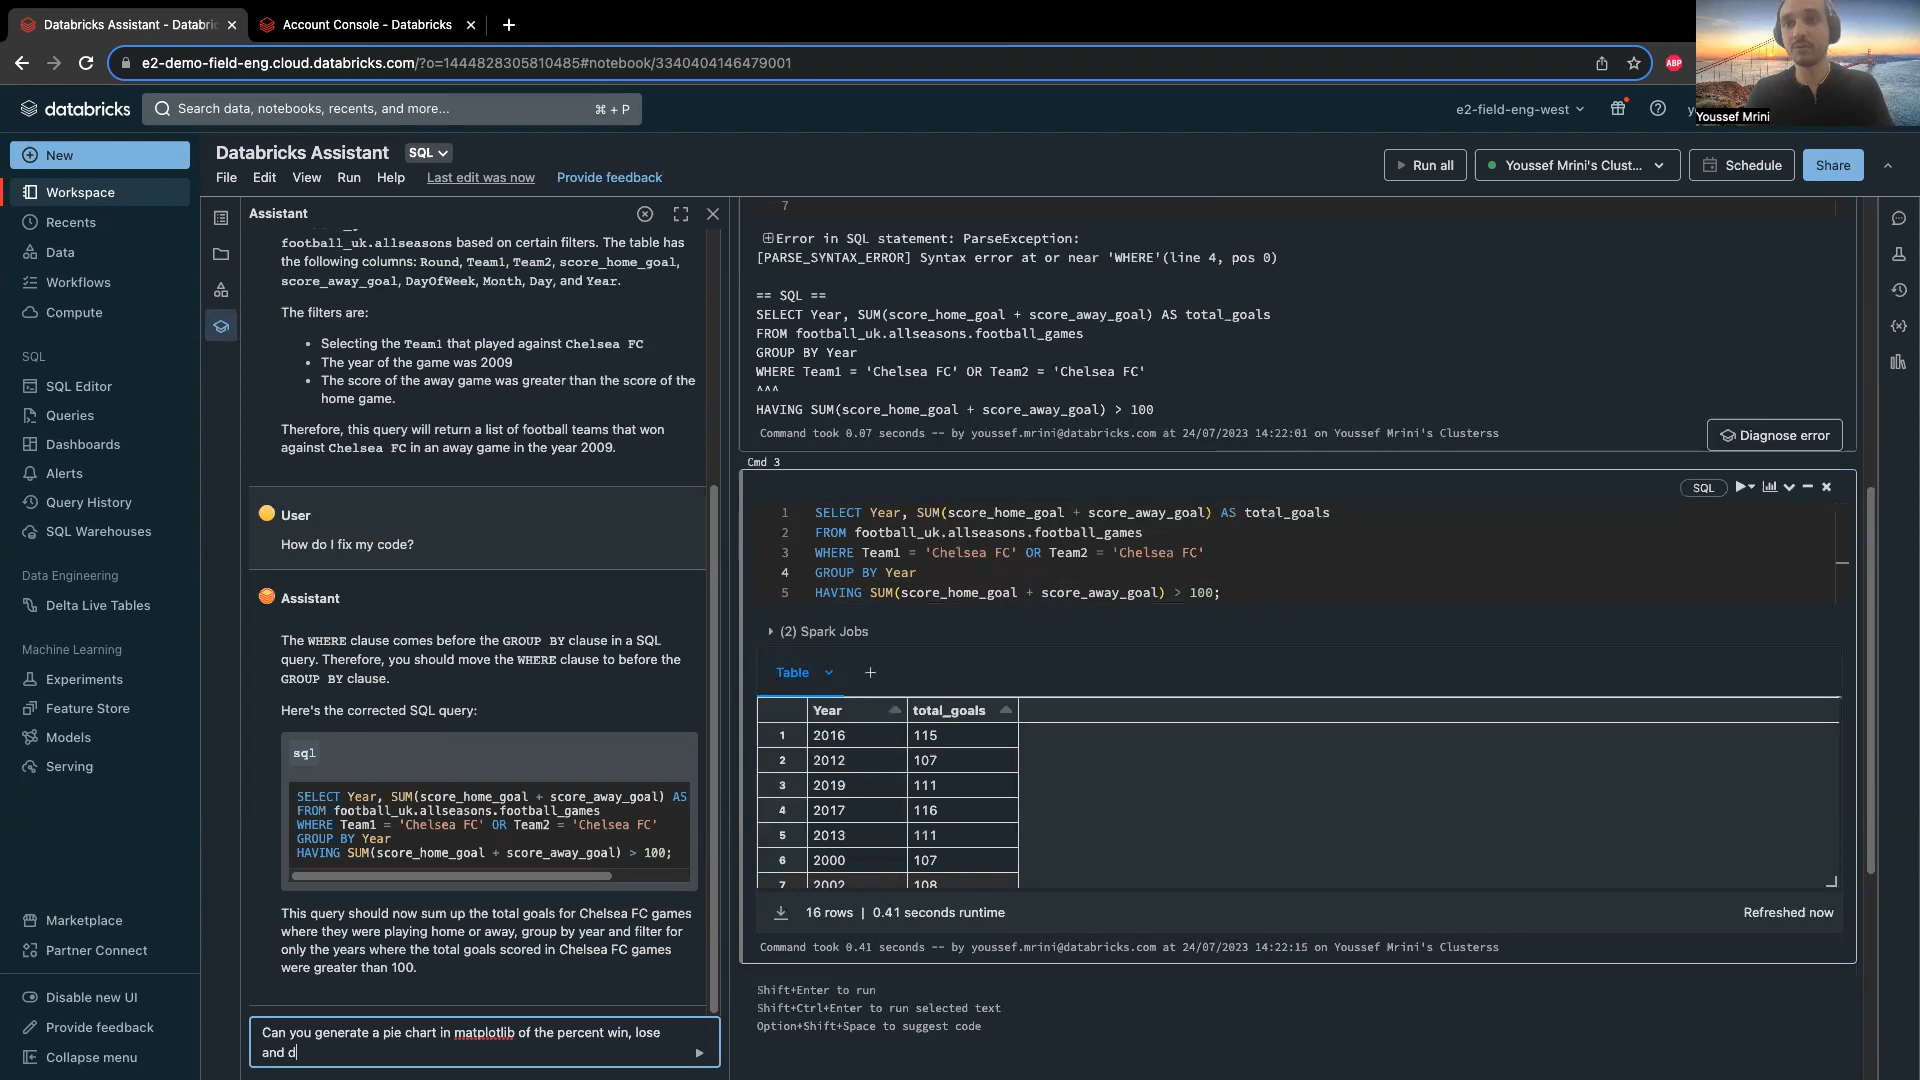 Databricks Assistant - Databric
Account Console - Databricks
e2-demo-field-eng.cloud.databricks.com/?o=1444828305810485#notebook/3340404146479001
ABP
Youssef Mrini
databricks
Search data, notebooks, recents, and more...
⌘ + P
e2-field-eng-west
New
Workspace
Recents
Data
Workflows
Compute
SQL
SQL Editor
Queries
Dashboards
Alerts
Query History
SQL Warehouses
Data Engineering
Delta Live Tables
Machine Learning
Experiments
Feature Store
Models
Serving
Marketplace
Partner Connect
Disable new UI
Provide feedback
Collapse menu
Databricks Assistant
SQL
File Edit View Run Help Last edit was now Provide feedback
Run all
Youssef Mrini's Clust...
Schedule
Share
Assistant
football_uk.allseasons based on certain filters. The table has
the following columns: Round, Team1, Team2, score_home_goal,
score_away_goal, DayOfWeek, Month, Day, and Year.
The filters are:
• Selecting the Team1 that played against Chelsea FC
• The year of the game was 2009
• The score of the away game was greater than the score of the
home game.
Therefore, this query will return a list of football teams that won
against Chelsea FC in an away game in the year 2009.
User
How do I fix my code?
Assistant
The WHERE clause comes before the GROUP BY clause in a SQL
query. Therefore, you should move the WHERE clause to before the
GROUP BY clause.
Here's the corrected SQL query:
sql
SELECT Year, SUM(score_home_goal + score_away_goal) AS
FROM football_uk.allseasons.football_games
WHERE Team1 = 'Chelsea FC' OR Team2 = 'Chelsea FC'
GROUP BY Year
HAVING SUM(score_home_goal + score_away_goal) > 100;
This query should now sum up the total goals for Chelsea FC games
where they were playing home or away, group by year and filter for
only the years where the total goals scored in Chelsea FC games
were greater than 100.
Can you generate a pie chart in matplotlib of the percent win, lose
and d
7
Error in SQL statement: ParseException:
[PARSE_SYNTAX_ERROR] Syntax error at or near 'WHERE'(line 4, pos 0)
== SQL ==
SELECT Year, SUM(score_home_goal + score_away_goal) AS total_goals
FROM football_uk.allseasons.football_games
GROUP BY Year
WHERE Team1 = 'Chelsea FC' OR Team2 = 'Chelsea FC'
^^^
HAVING SUM(score_home_goal + score_away_goal) > 100
Command took 0.07 seconds -- by youssef.mrini@databricks.com at 24/07/2023 14:22:01 on Youssef Mrini's Clusterss
Diagnose error
Cmd 3
SQL
1 SELECT Year, SUM(score_home_goal + score_away_goal) AS total_goals
2 FROM football_uk.allseasons.football_games
3 WHERE Team1 = 'Chelsea FC' OR Team2 = 'Chelsea FC'
4 GROUP BY Year
5 HAVING SUM(score_home_goal + score_away_goal) > 100;
(2) Spark Jobs
Table
Year total_goals
1 2016 115
2 2012 107
3 2019 111
4 2017 116
5 2013 111
6 2000 107
7 2002 108
16 rows | 0.41 seconds runtime
Refreshed now
Command took 0.41 seconds -- by youssef.mrini@databricks.com at 24/07/2023 14:22:15 on Youssef Mrini's Clusterss
Shift+Enter to run
Shift+Ctrl+Enter to run selected text
Option+Shift+Space to suggest code